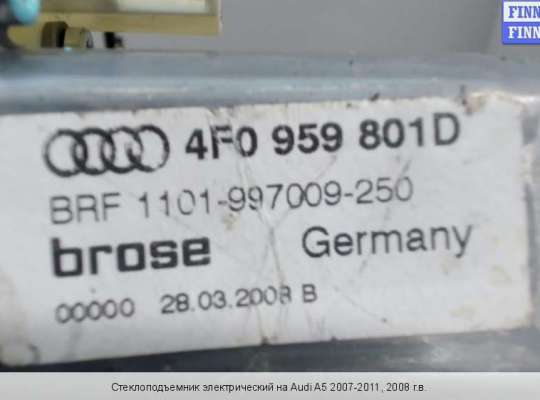 FINN
FINN
4F0 959 801D
BRF 1101-997009-250
brose Germany
00000 28.03.2008 B
Стеклоподъемник электрический на Audi A5 2007-2011, 2008 г.в.